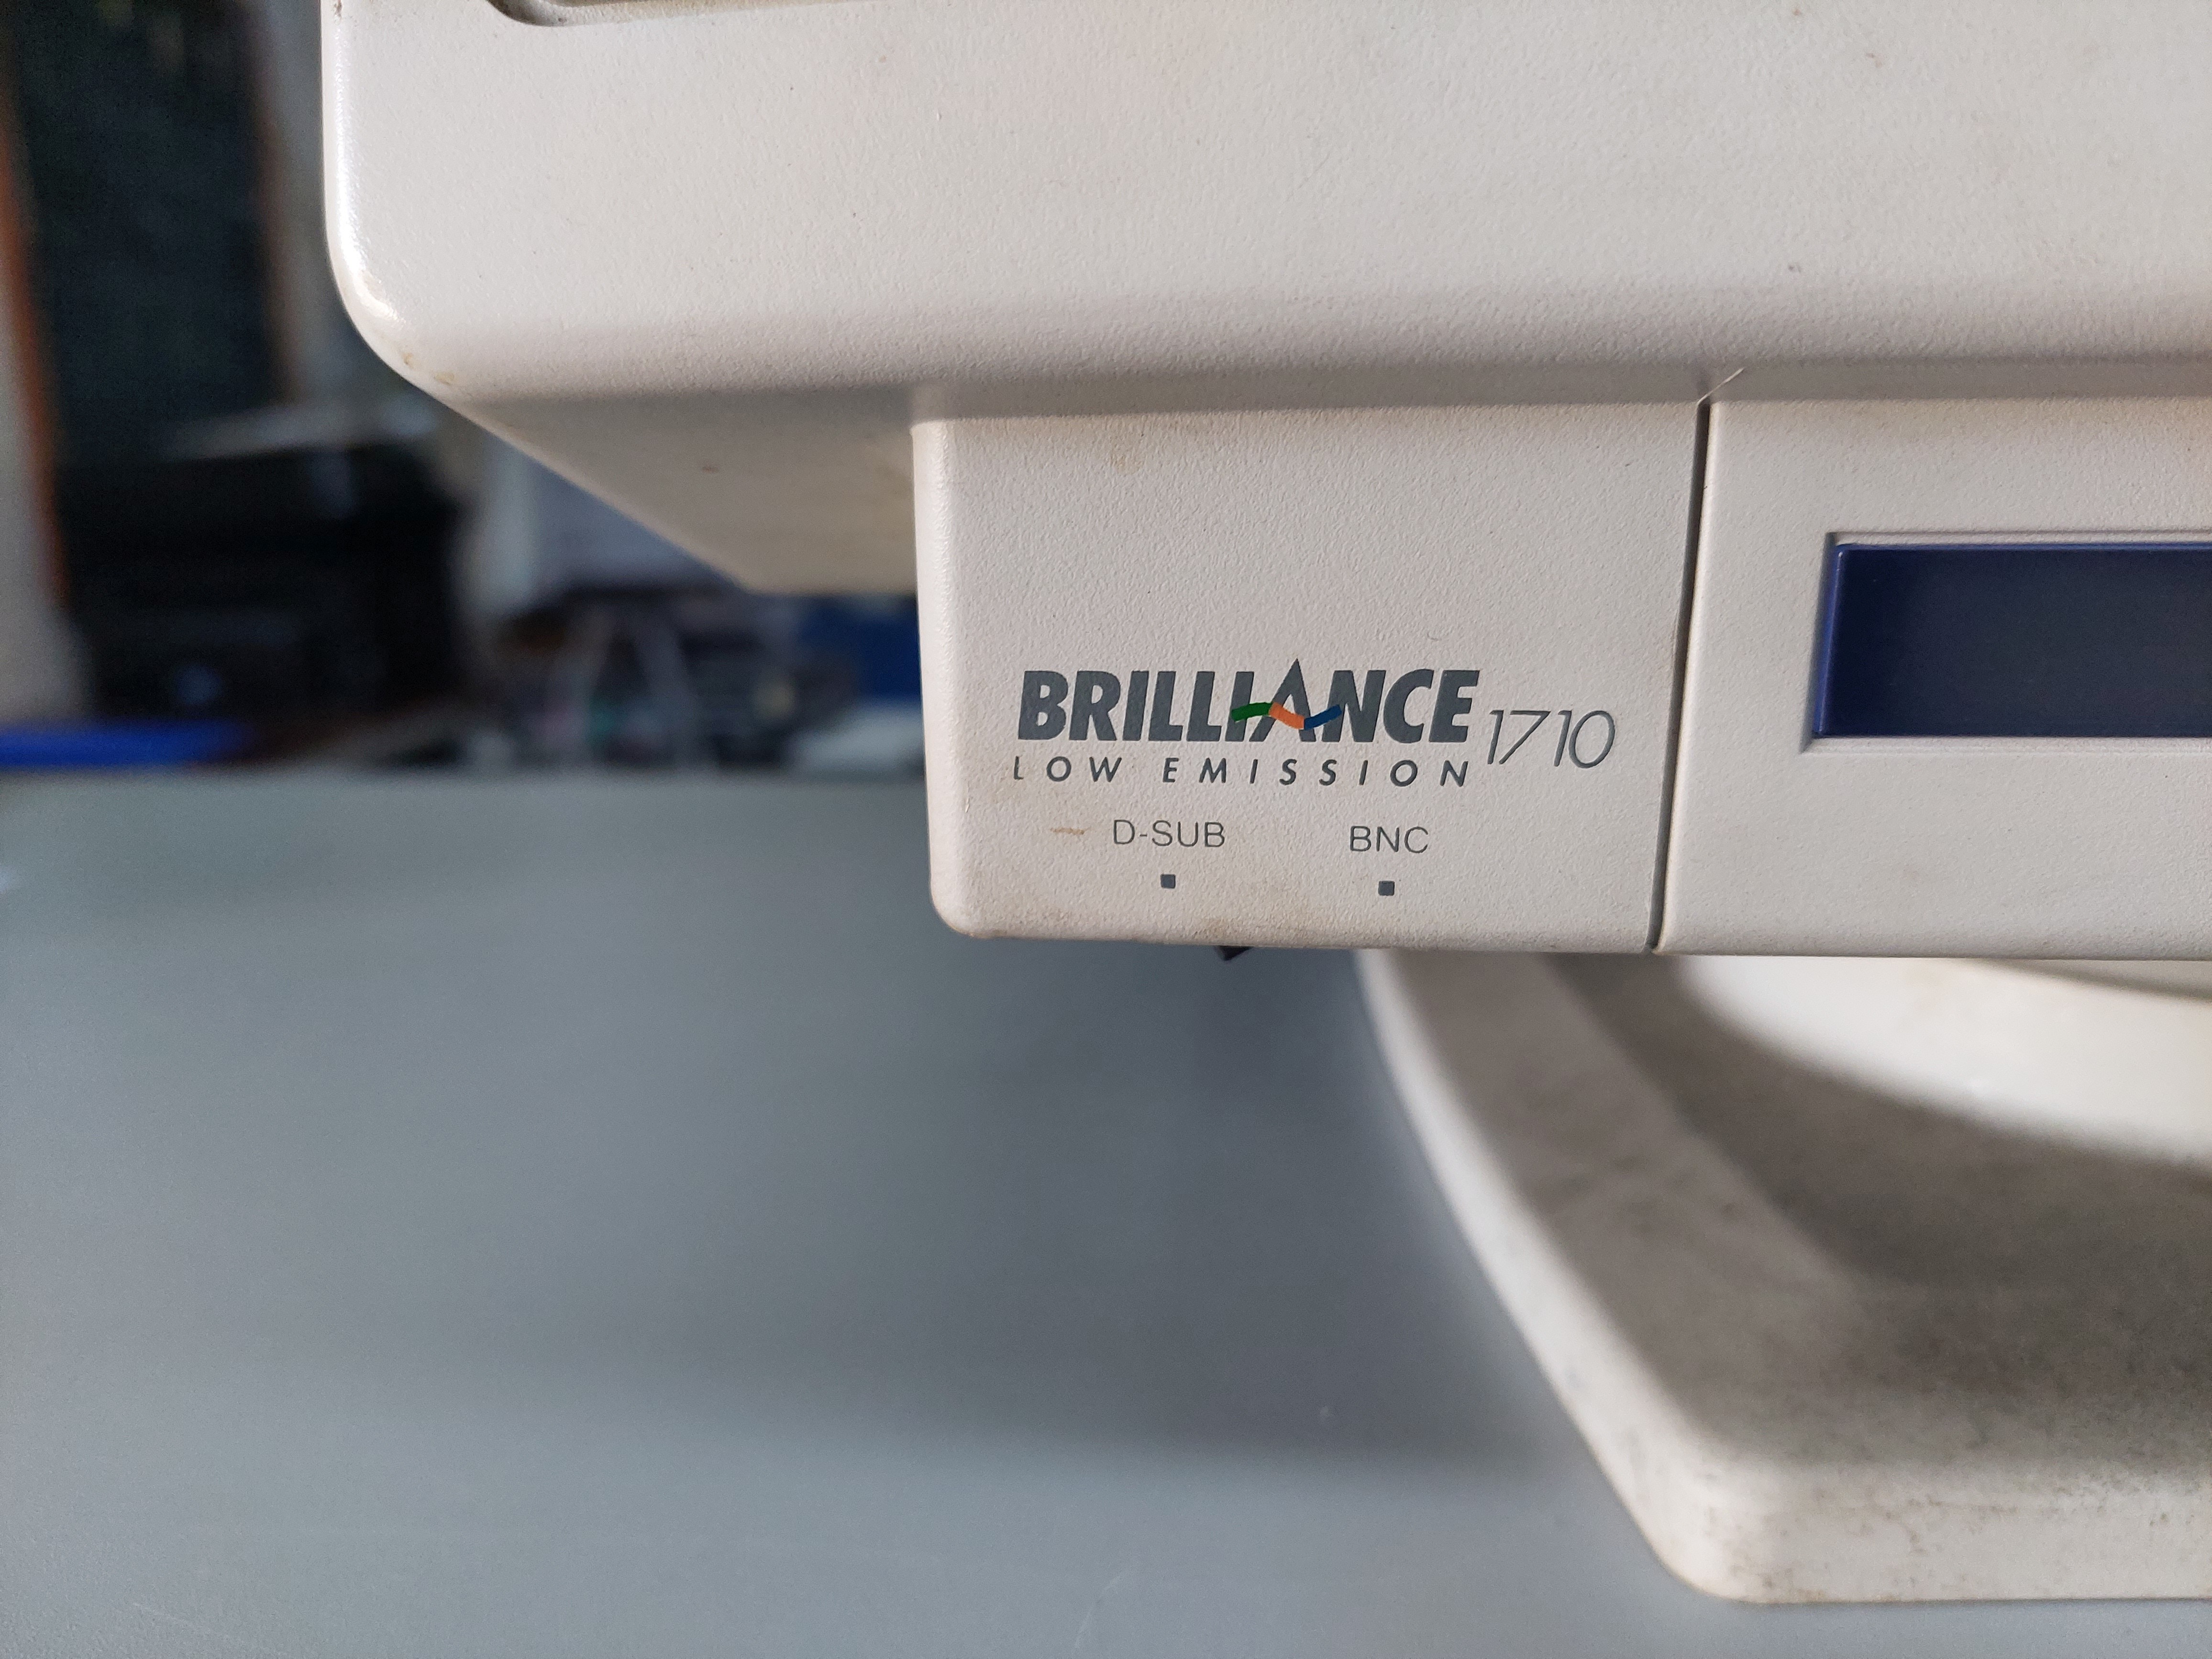 BRILLIANCE 1710
LOW EMISSION
D-SUB BNC